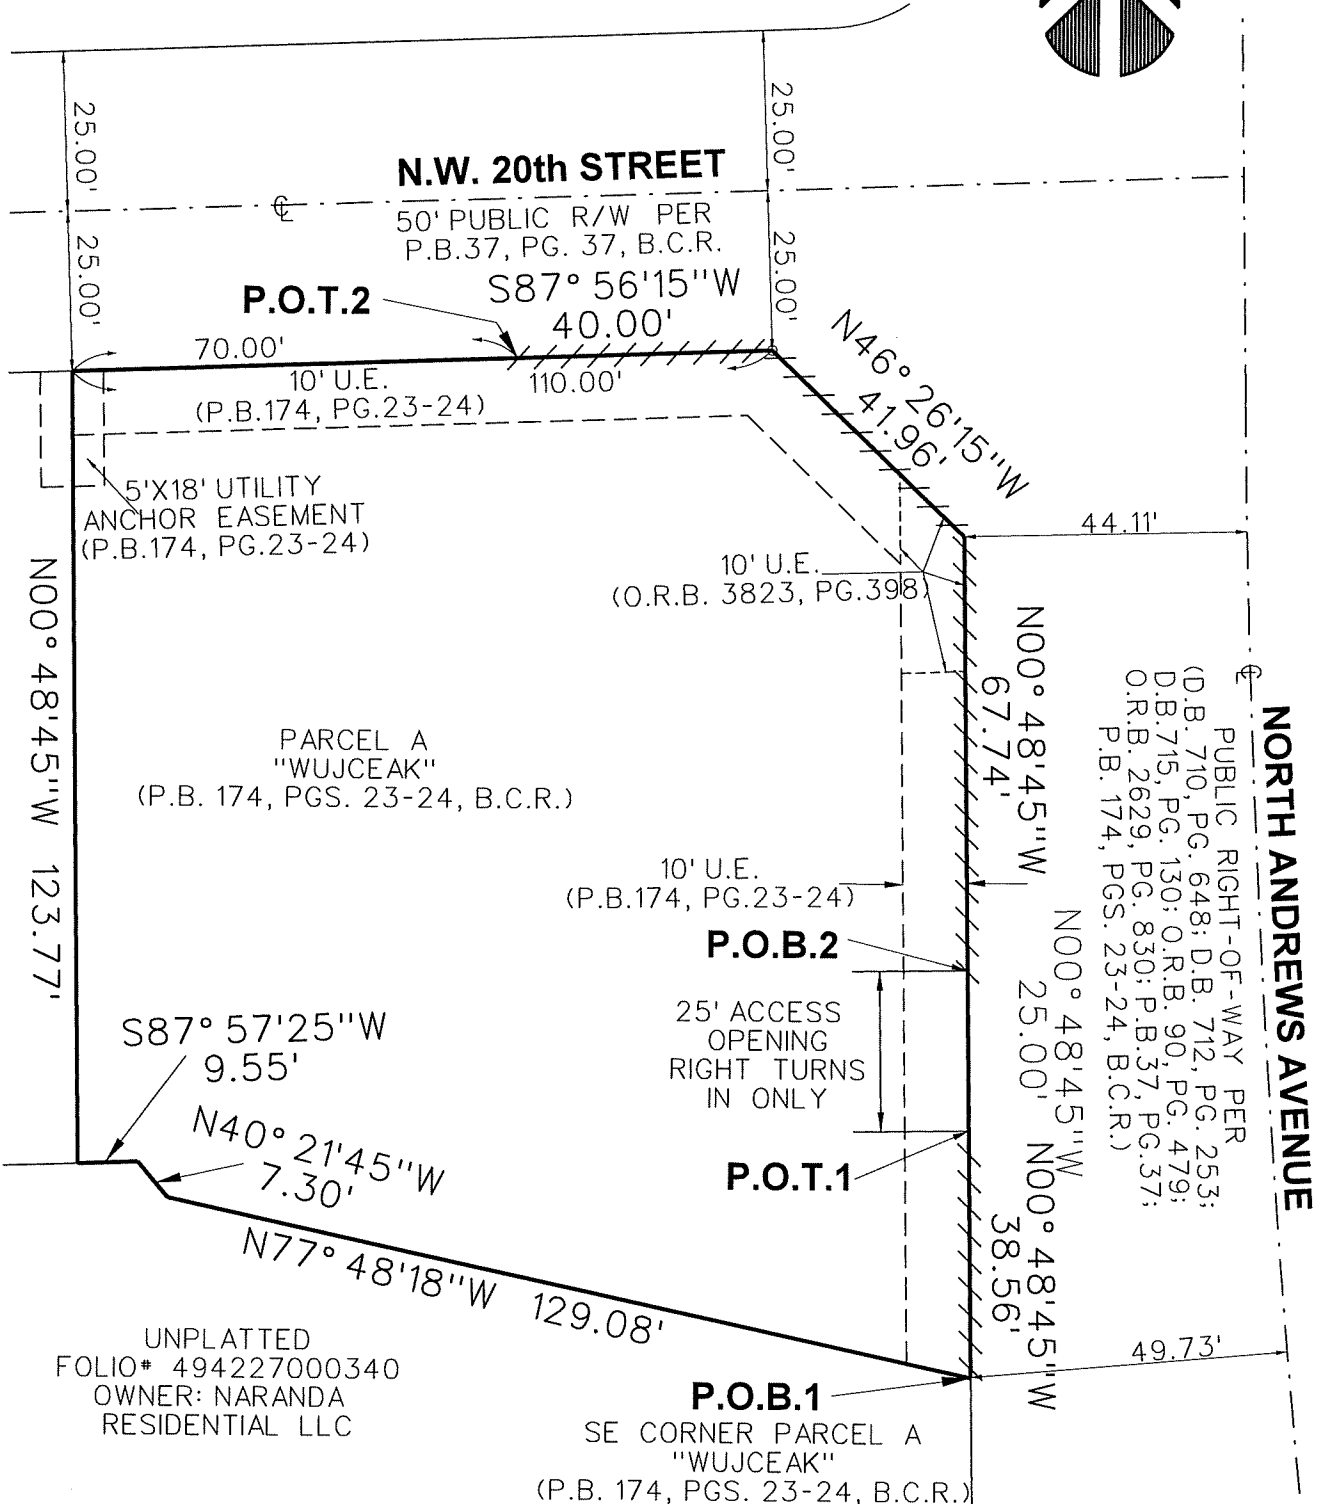 25.00'
25.00'
N.W. 20th STREET
℄
50' PUBLIC R/W PER
P.B.37, PG. 37, B.C.R.
25.00'
25.00'
S87° 56'15"W
40.00'
P.O.T.2
70.00'
110.00'
10' U.E.
(P.B.174, PG.23-24)
N46° 26'15"W
41.96'
5'X18' UTILITY
ANCHOR EASEMENT
(P.B.174, PG.23-24)
44.11'
10' U.E.
(O.R.B. 3823, PG.398)
N00° 48'45"W 123.77'
N00° 48'45"W
67.74'
℄
NORTH ANDREWS AVENUE
PUBLIC RIGHT-OF-WAY PER
(D.B. 710, PG. 648; D.B. 712, PG. 253;
D.B.715, PG. 130; O.R.B. 90, PG. 479;
O.R.B. 2629, PG. 830; P.B.37, PG.37;
P.B. 174, PGS. 23-24, B.C.R.)
PARCEL A
"WUJCEAK"
(P.B. 174, PGS. 23-24, B.C.R.)
10' U.E.
(P.B.174, PG.23-24)
P.O.B.2
N00° 48'45"W
25.00'
25' ACCESS
OPENING
RIGHT TURNS
IN ONLY
S87° 57'25"W
9.55'
N40° 21'45"W
7.30'
P.O.T.1
N00° 48'45"W
38.56'
N77° 48'18"W 129.08'
49.73'
UNPLATTED
FOLIO# 494227000340
OWNER: NARANDA
RESIDENTIAL LLC
P.O.B.1
SE CORNER PARCEL A
"WUJCEAK"
(P.B. 174, PGS. 23-24, B.C.R.)